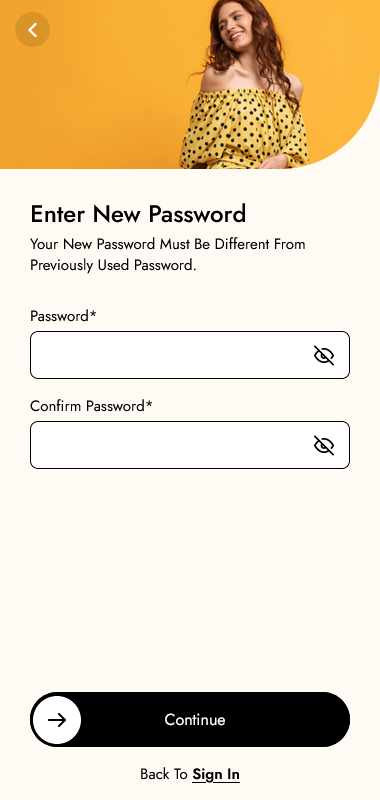 Enter New Password
Your New Password Must Be Different From
Previously Used Password.
Password*
Confirm Password*
Continue
Back To Sign In